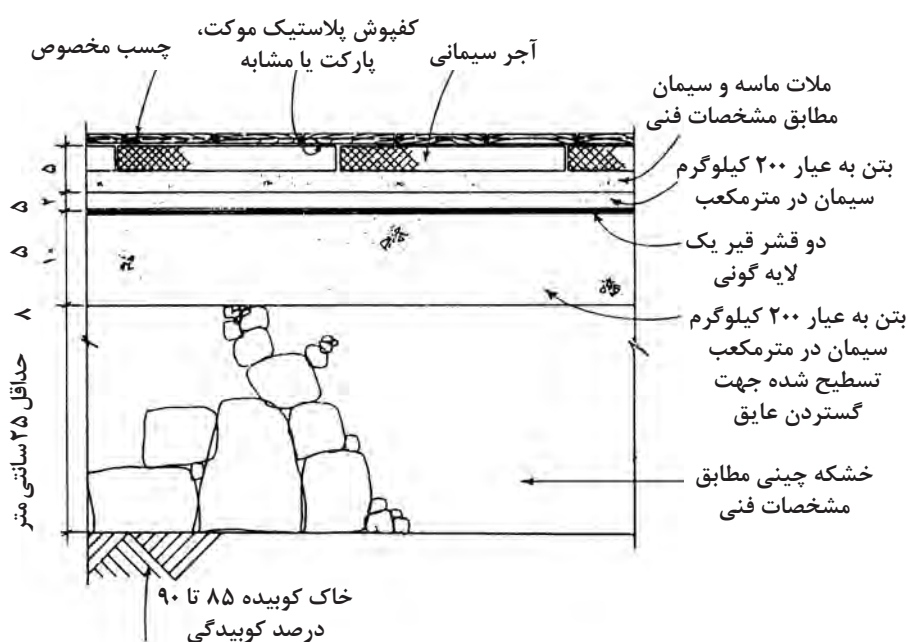 کفپوش پلاستیک موکت،
پارکت یا مشابه
چسب مخصوص
آجر سیمانی
ملات ماسه و سیمان
مطابق مشخصات فنی
بتن به عیار ۲۰۰ کیلوگرم
سیمان در مترمکعب
دو قشر قیر یک
لایه گونی
بتن به عیار ۲۰۰ کیلوگرم
سیمان در مترمکعب
تسطیح شده جهت
گستردن عایق
خشکه چینی مطابق
مشخصات فنی
خاک کوبیده ۸۵ تا ۹۰
درصد کوبیدگی
۵
۲
۵
۵
۱۰
۸
حداقل ۲۵ سانتی متر